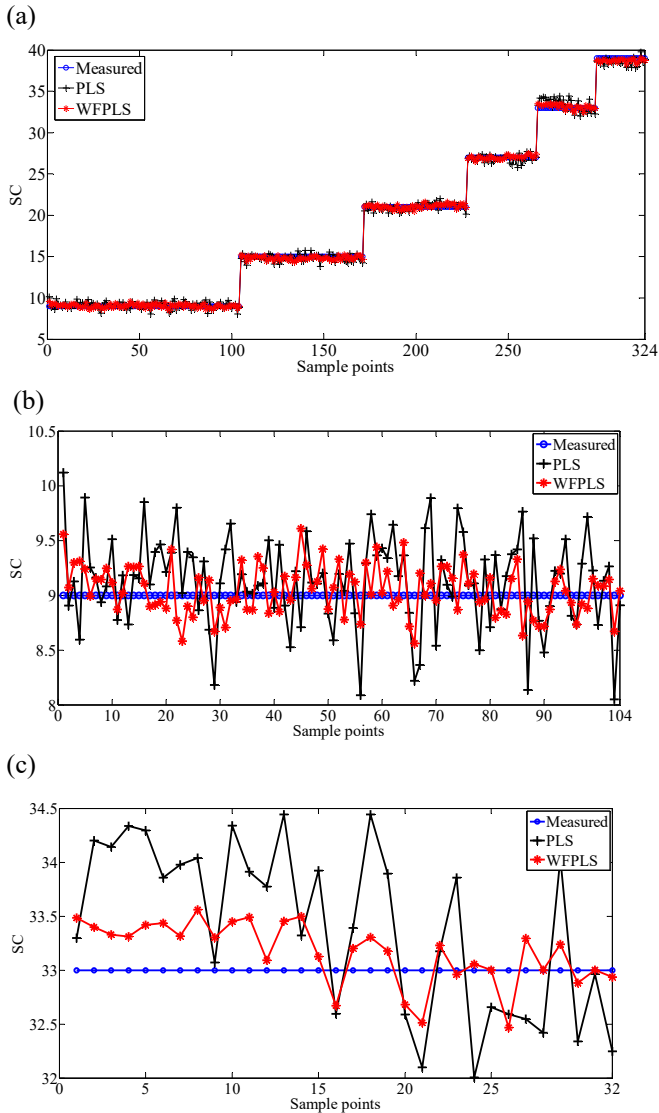 (a)
40
35
30
25
20
15
10
5
SC
Measured
PLS
WFPLS
0 50 100 150 200 250 324
Sample points
(b)
10.5
10
9.5
9
8.5
8
SC
Measured
PLS
WFPLS
0 10 20 30 40 50 60 70 80 90 104
Sample points
(c)
34.5
34
33.5
33
32.5
32
SC
Measured
PLS
WFPLS
0 5 10 15 20 25 32
Sample points